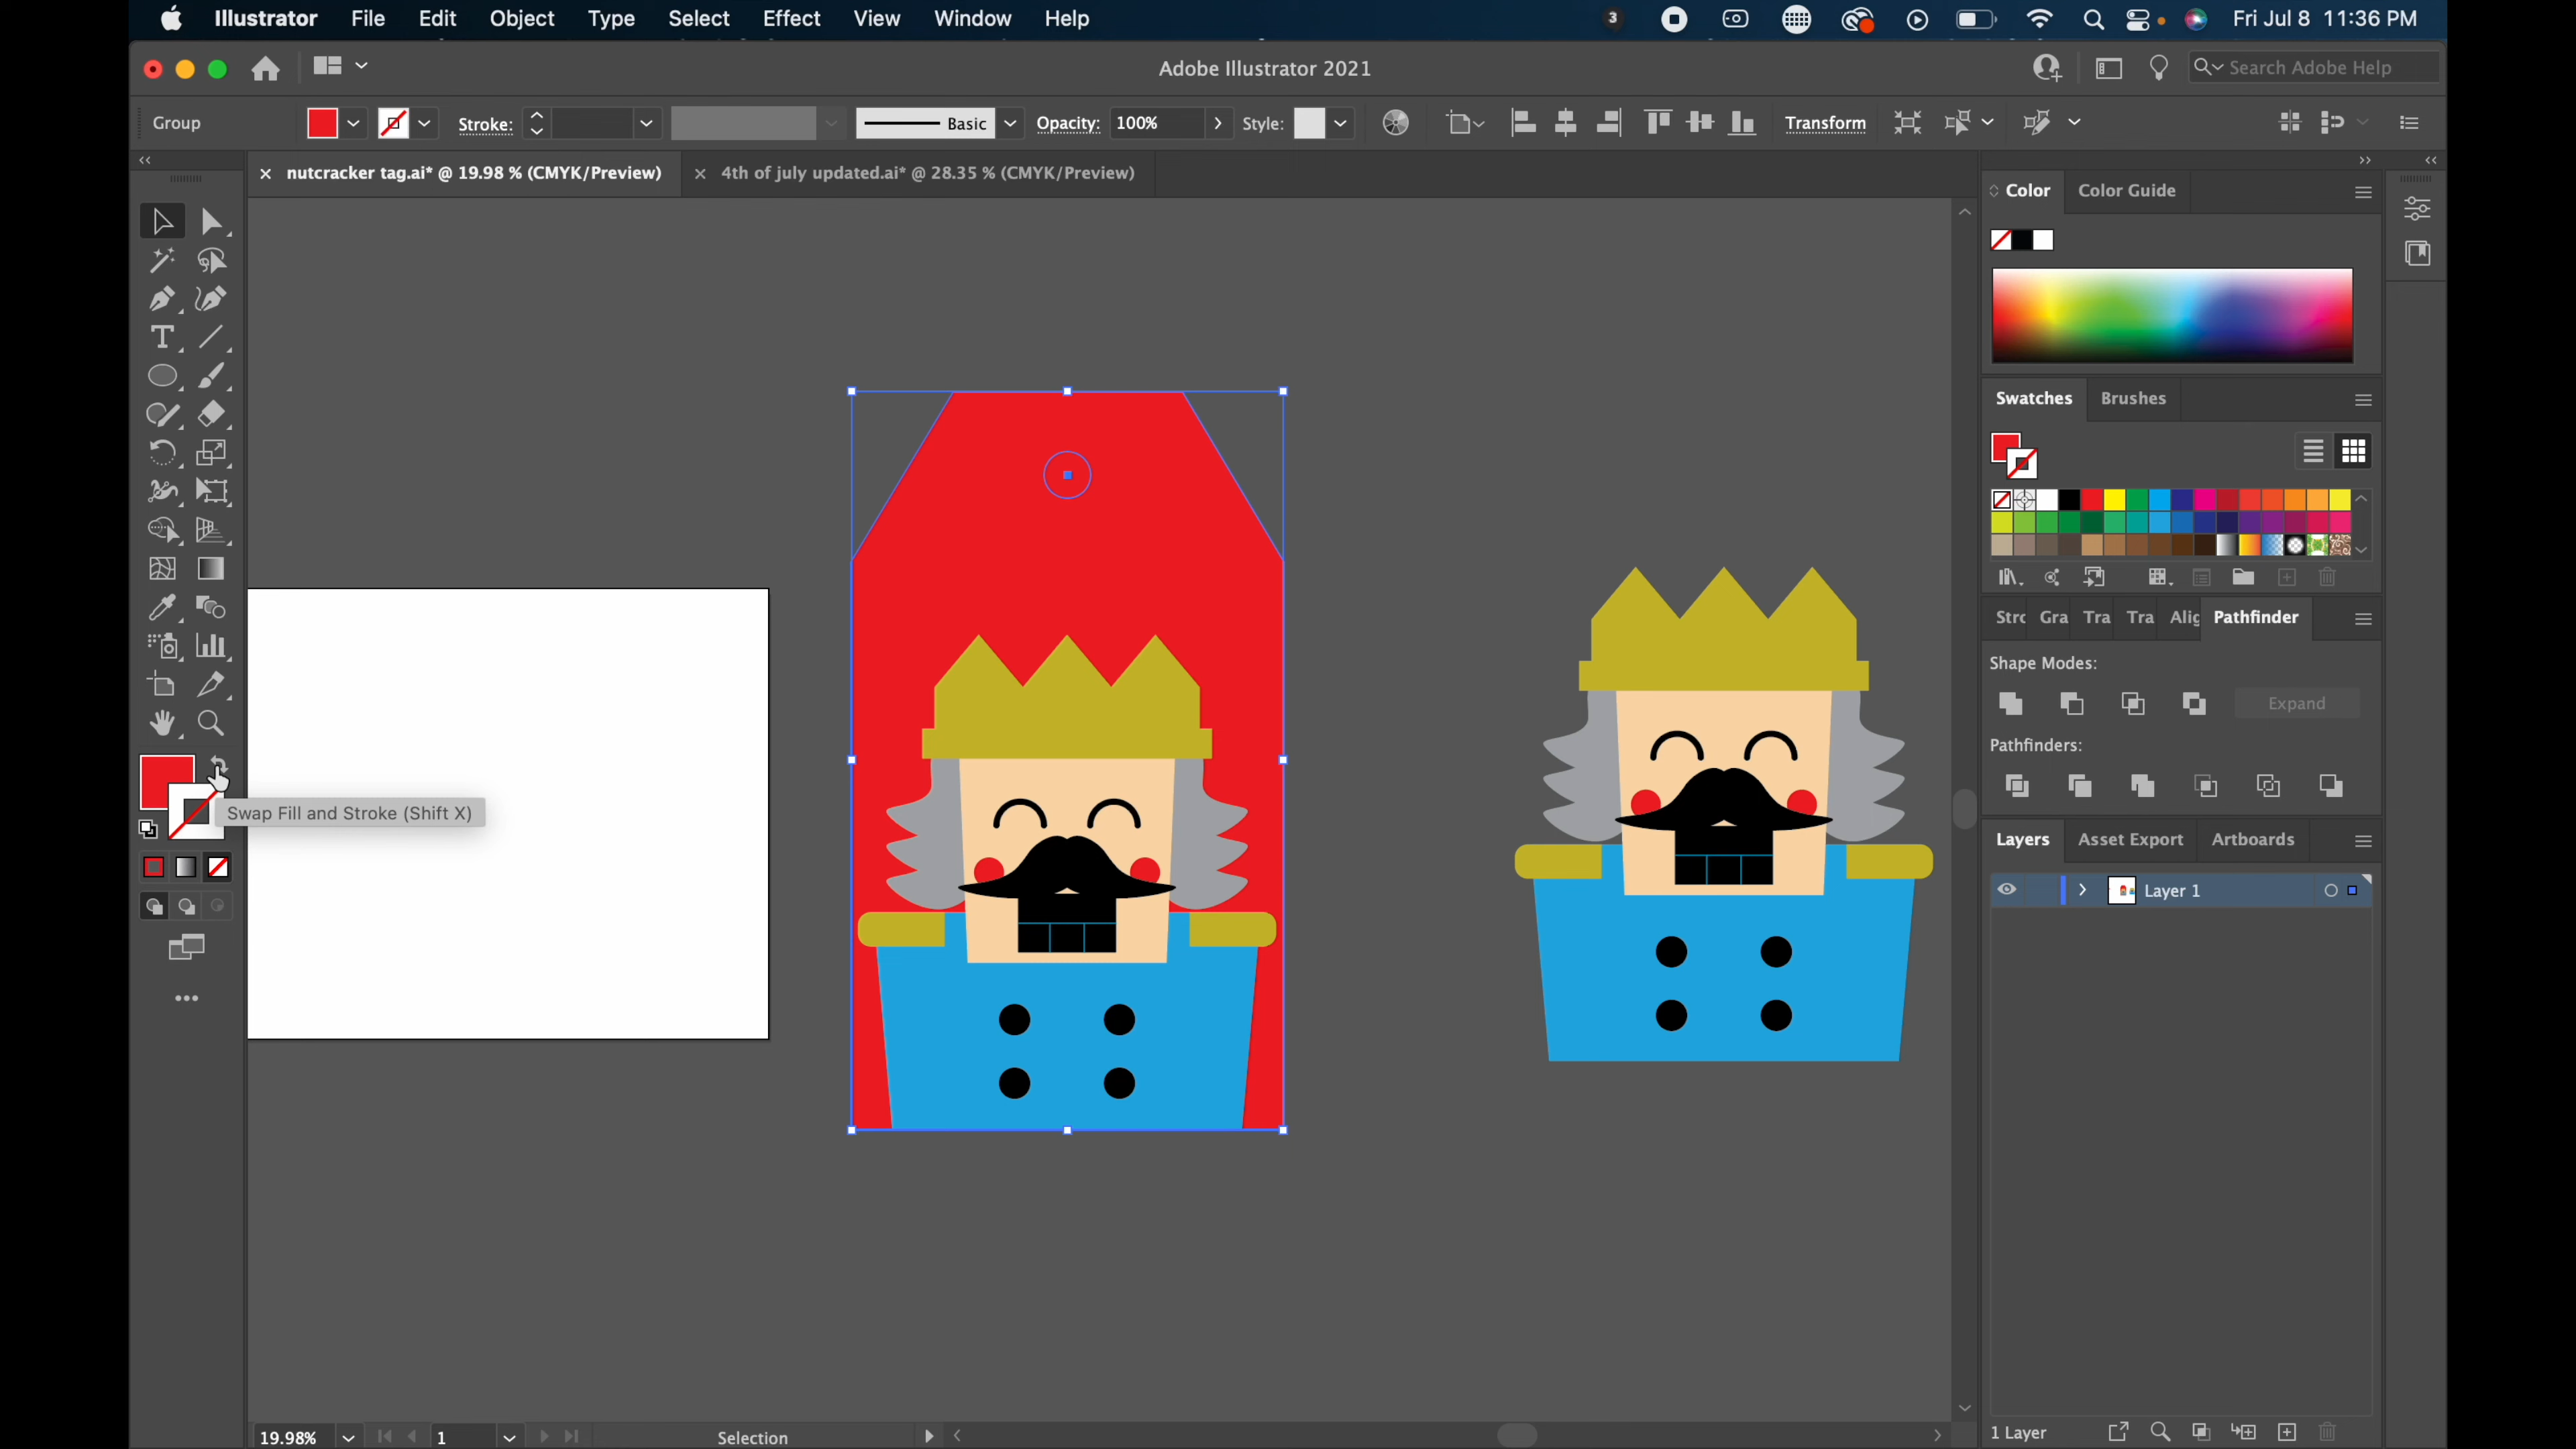 Illustrator File Edit Object Type Select Effect View Window Help 3 Fri Jul 8 11:36 PM
Adobe Illustrator 2021 Search Adobe Help
Group Stroke: Basic Opacity: 100% Style: Transform
nutcracker tag.ai* @ 19.98 % (CMYK/Preview) 4th of july updated.ai* @ 28.35 % (CMYK/Preview)
Color Color Guide
Swatches Brushes
Strc Gra Tra Tra Alig Pathfinder
Shape Modes:
Expand
Pathfinders:
Swap Fill and Stroke (Shift X)
Layers Asset Export Artboards
Layer 1
19.98% 1 Selection 1 Layer